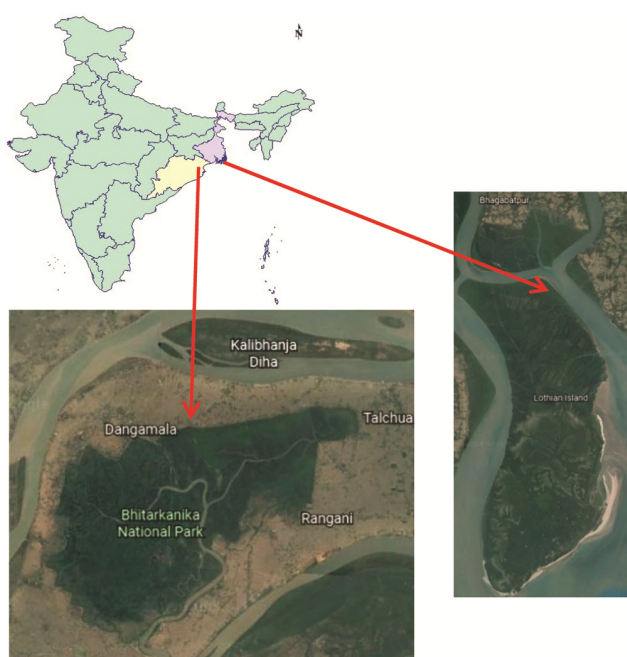 N
Bhagabatpur
Kalibhanja
Diha
Lothian Island
Dangamala
Talchua
Bhitarkanika
National Park
Rangani